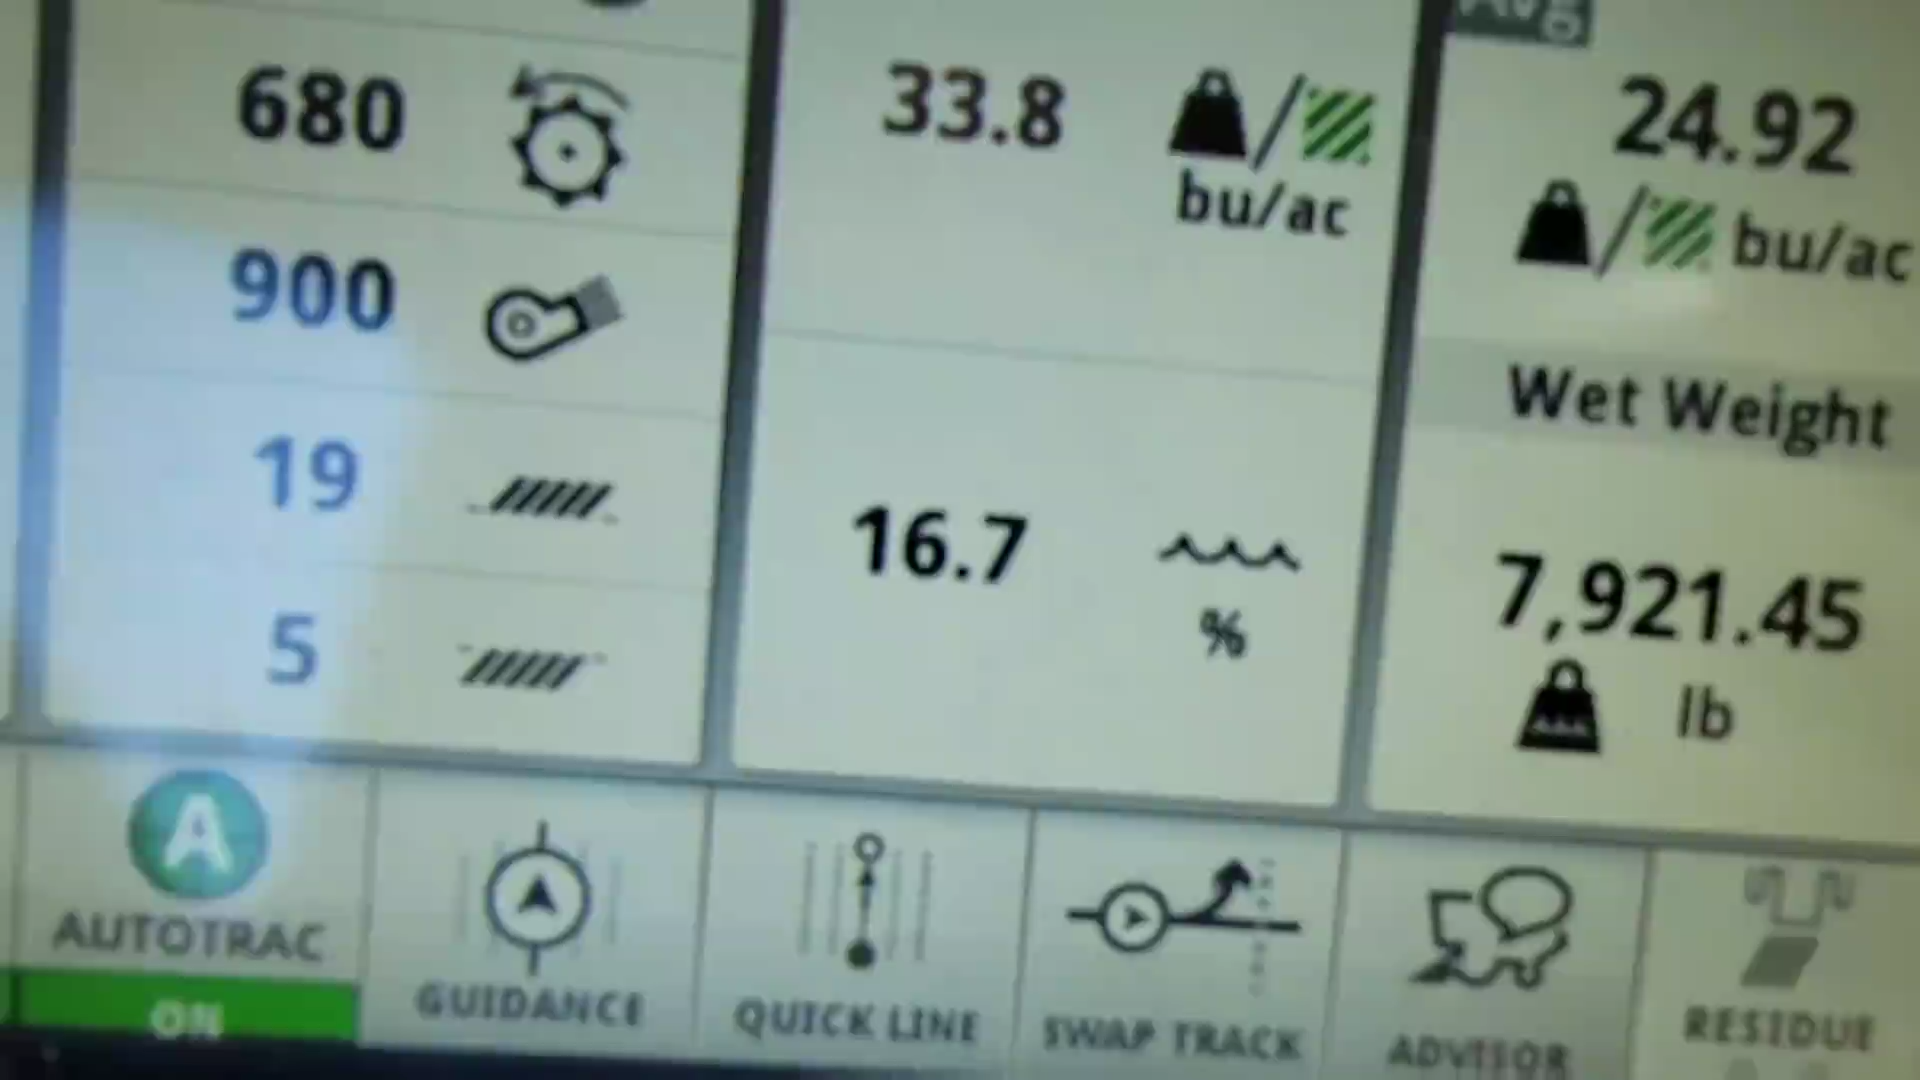 680
900
19
5
33.8
bu/ac
16.7
%
Avg
24.92
bu/ac
Wet Weight
7,921.45
lb
A
AUTOTRAC
ON
GUIDANCE
QUICK LINE
SWAP TRACK
ADVISOR
RESIDUE